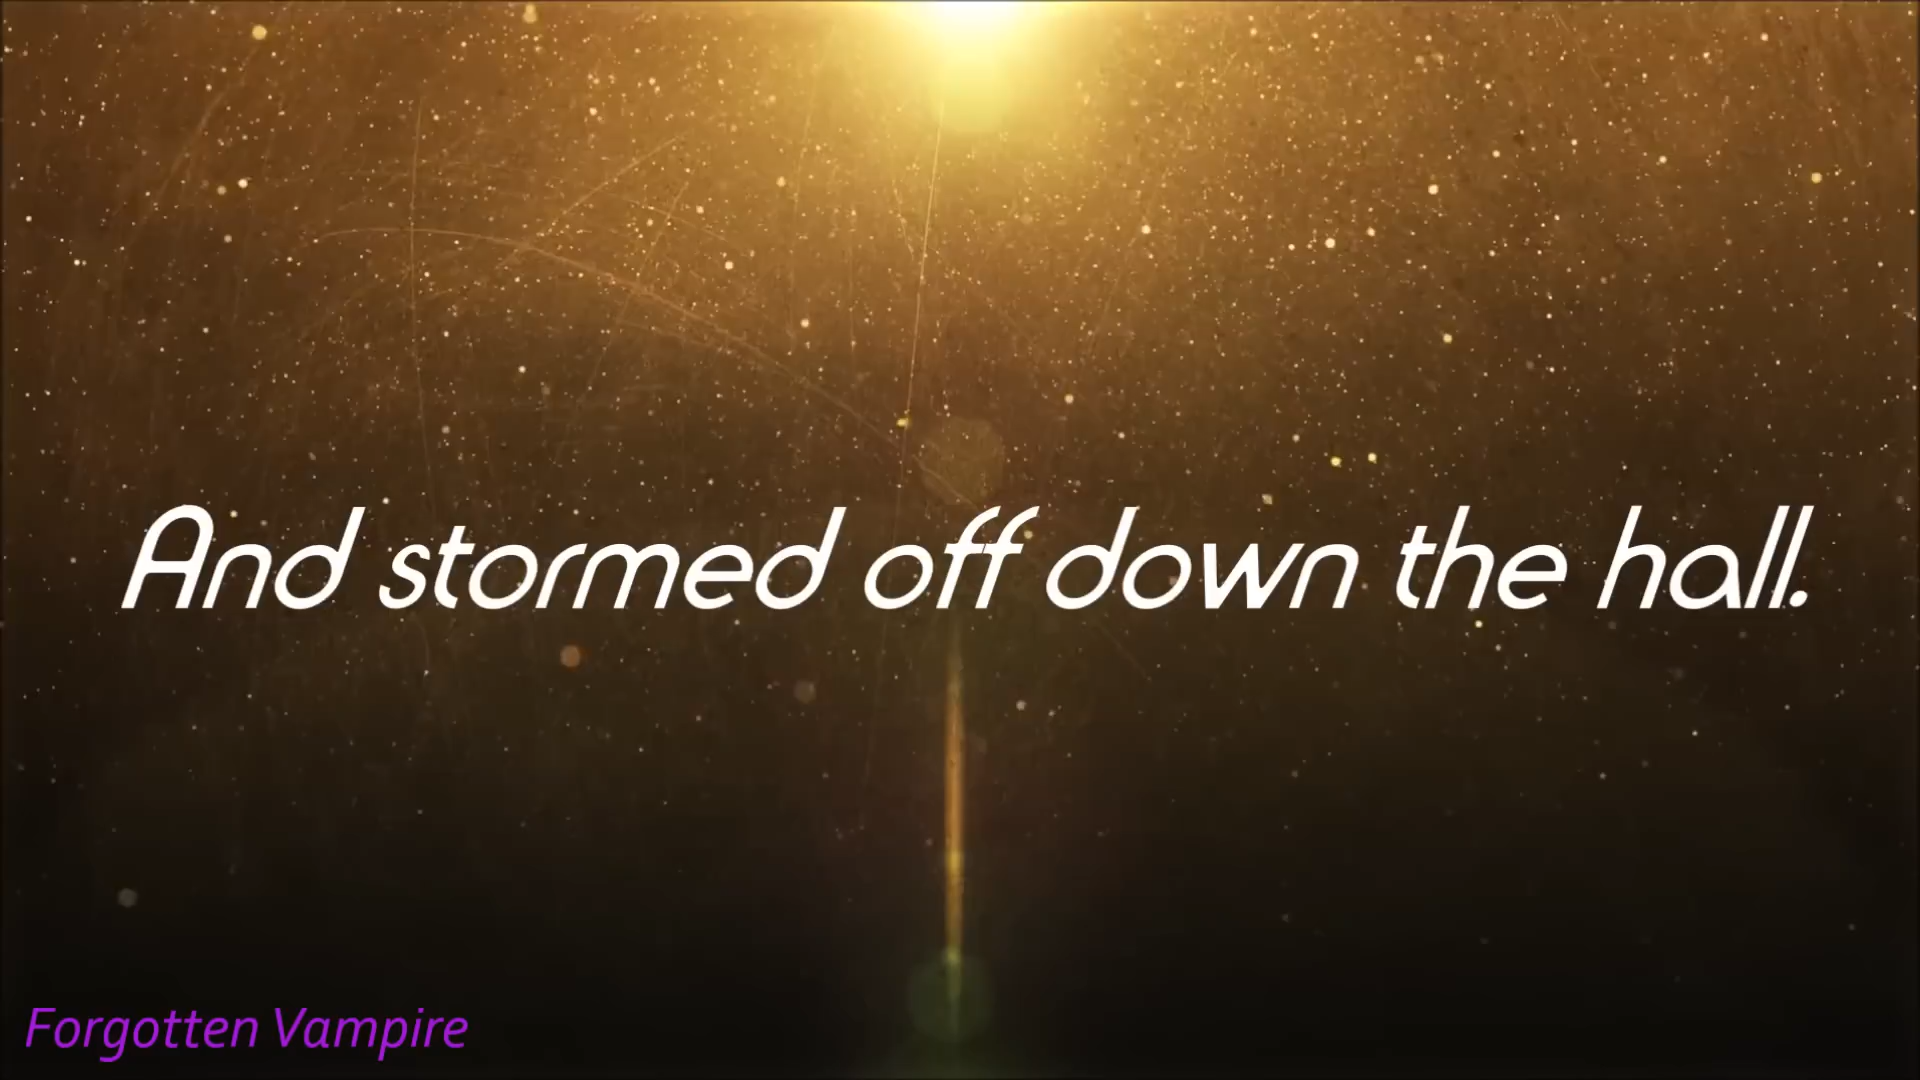 And stormed off down the hall.
Forgotten Vampire